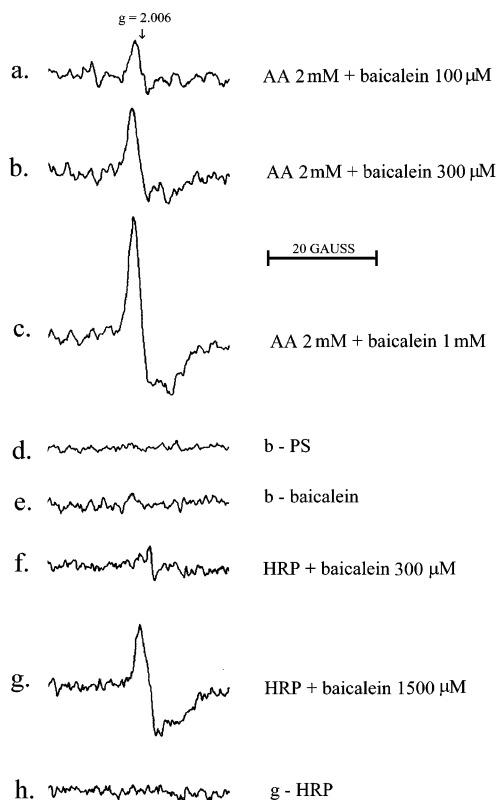 g = 2.006
↓
a. AA 2 mM + baicalein 100 µM
b. AA 2 mM + baicalein 300 µM
20 GAUSS
c. AA 2 mM + baicalein 1 mM
d. b - PS
e. b - baicalein
f. HRP + baicalein 300 µM
g. HRP + baicalein 1500 µM
h. g - HRP